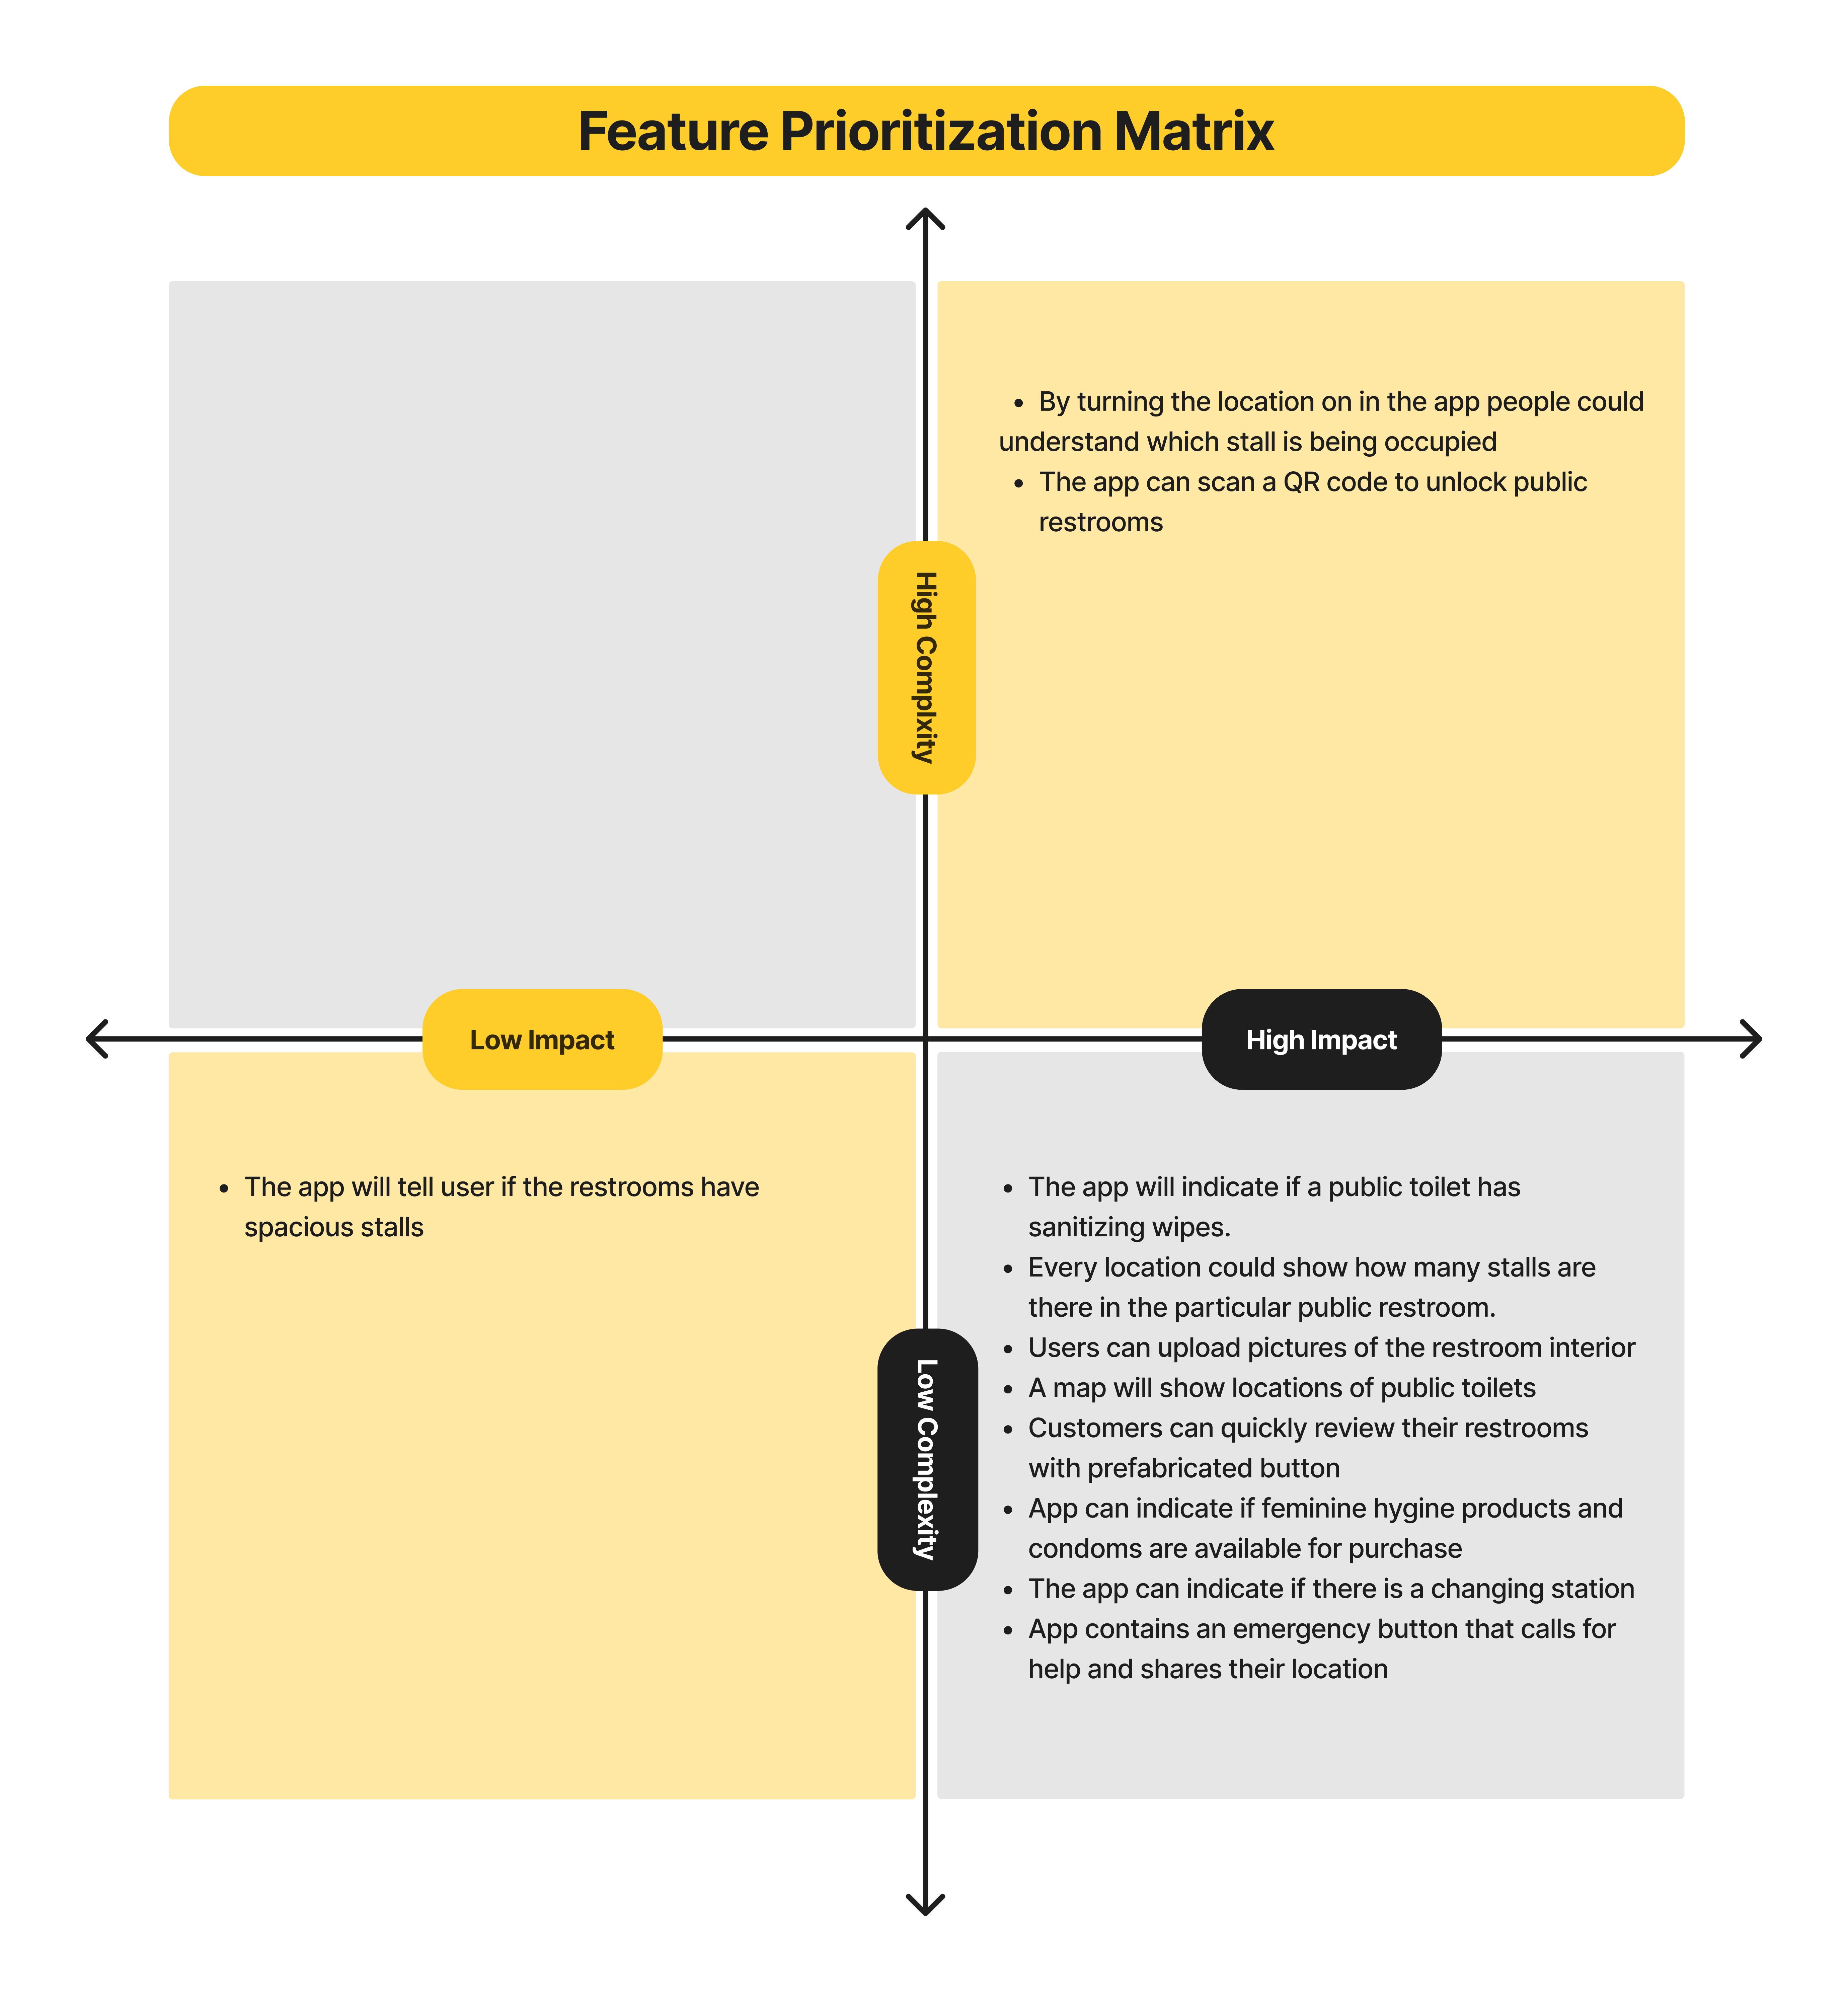 Feature Prioritization Matrix
• By turning the location on in the app people could
understand which stall is being occupied
• The app can scan a QR code to unlock public
restrooms
High Complxity
Low Impact
High Impact
• The app will tell user if the restrooms have
spacious stalls
Low Complexity
• The app will indicate if a public toilet has
sanitizing wipes.
• Every location could show how many stalls are
there in the particular public restroom.
• Users can upload pictures of the restroom interior
• A map will show locations of public toilets
• Customers can quickly review their restrooms
with prefabricated button
• App can indicate if feminine hygine products and
condoms are available for purchase
• The app can indicate if there is a changing station
• App contains an emergency button that calls for
help and shares their location